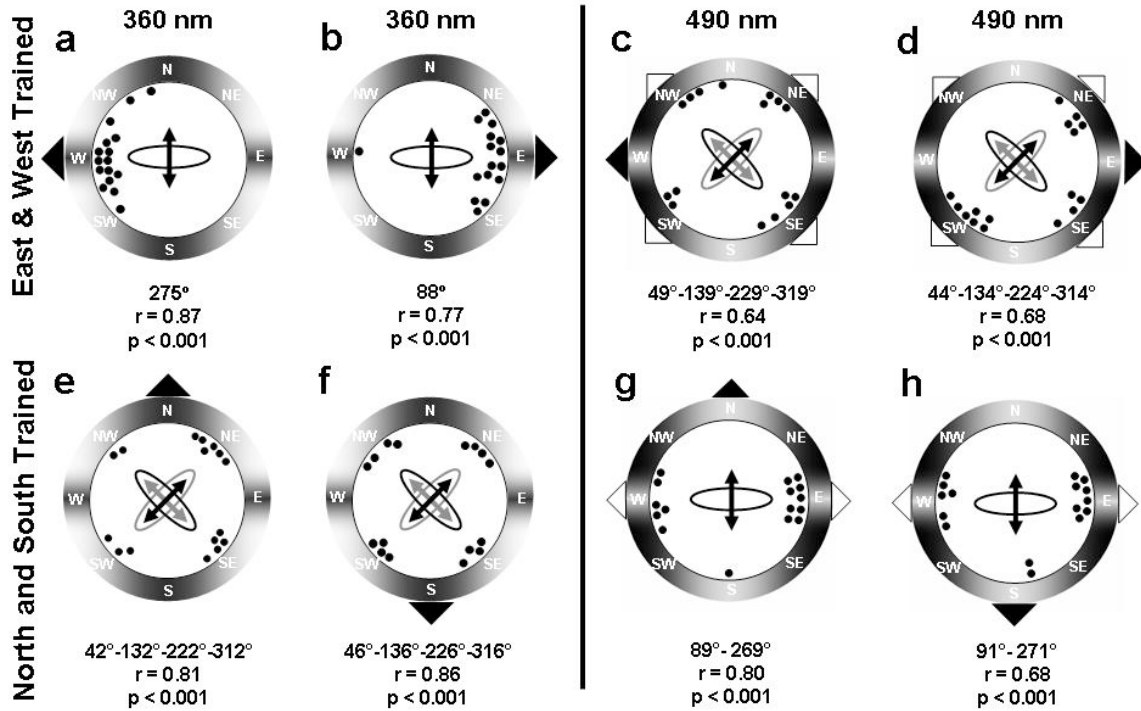 East & West Trained
360 nm
360 nm
490 nm
490 nm
a
b
c
d
N
NW
NE
W
E
SW
SE
S
N
NW
NE
W
E
SW
SE
S
N
NW
NE
W
E
SW
SE
S
N
NW
NE
W
E
SW
SE
S
275°
r = 0.87
p < 0.001
88°
r = 0.77
p < 0.001
49°-139°-229°-319°
r = 0.64
p < 0.001
44°-134°-224°-314°
r = 0.68
p < 0.001
North and South Trained
e
f
g
h
N
NW
NE
W
E
SW
SE
S
N
NW
NE
W
E
SW
SE
S
N
NW
NE
W
E
SW
SE
S
N
NW
NE
W
E
SW
SE
S
42°-132°-222°-312°
r = 0.81
p < 0.001
46°-136°-226°-316°
r = 0.86
p < 0.001
89°- 269°
r = 0.80
p < 0.001
91°- 271°
r = 0.68
p < 0.001